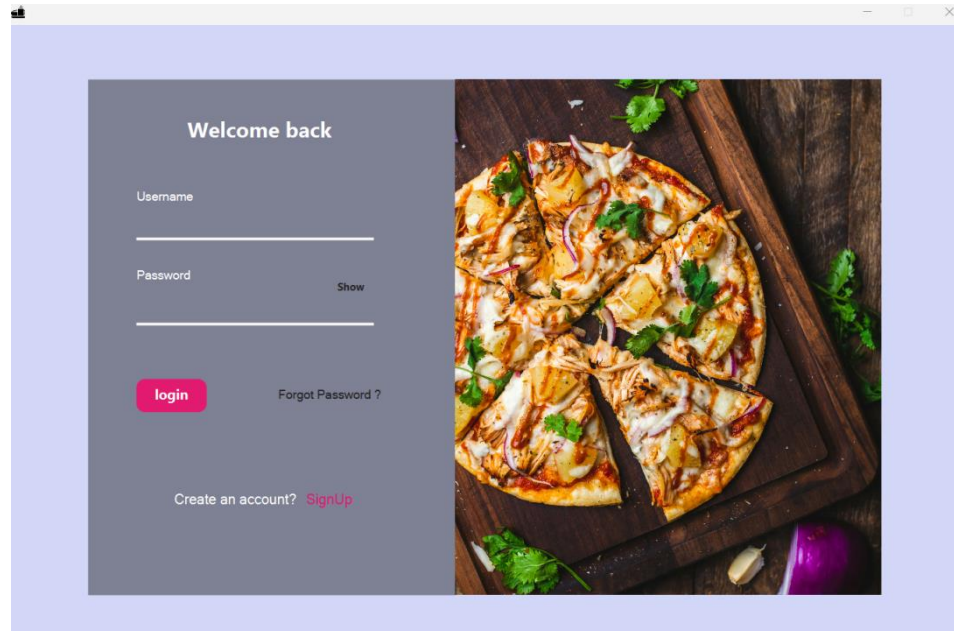 Welcome back
Username
Password
Show
login
Forgot Password ?
Create an account? SignUp